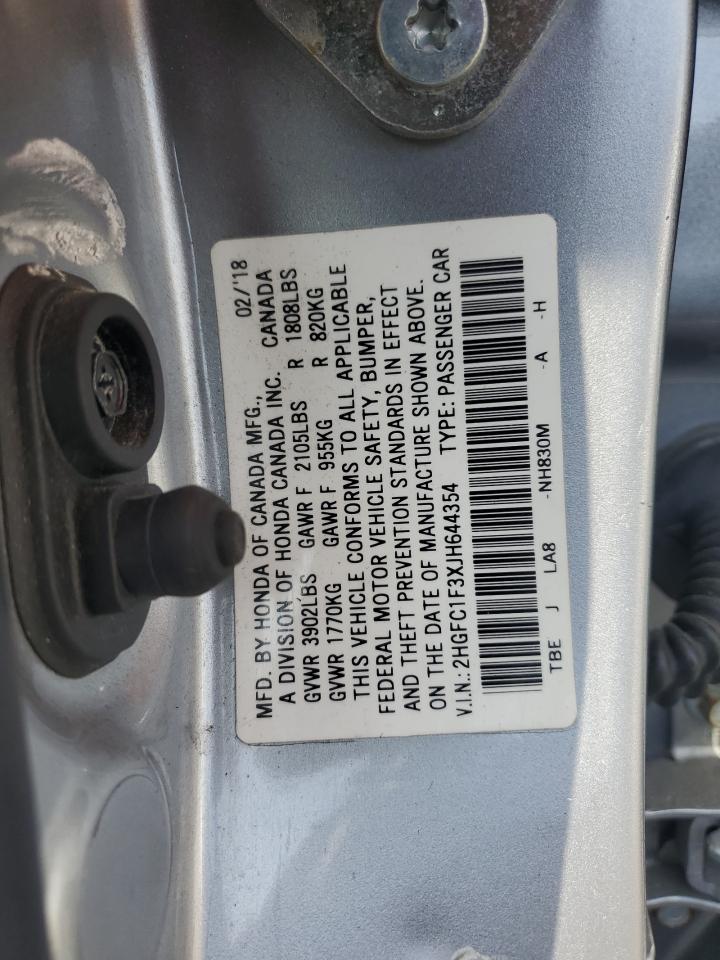 MFD. BY HONDA OF CANADA MFG., 02/'18
A DIVISION OF HONDA CANADA INC. CANADA
GVWR 3902LBS GAWR F 2105LBS R 1808LBS
GVWR 1770KG GAWR F 955KG R 820KG
THIS VEHICLE CONFORMS TO ALL APPLICABLE
FEDERAL MOTOR VEHICLE SAFETY, BUMPER,
AND THEFT PREVENTION STANDARDS IN EFFECT
ON THE DATE OF MANUFACTURE SHOWN ABOVE.
V.I.N.: 2HGFC1F3XJH644354 TYPE: PASSENGER CAR
TBE J LA8 -NH830M -A -H